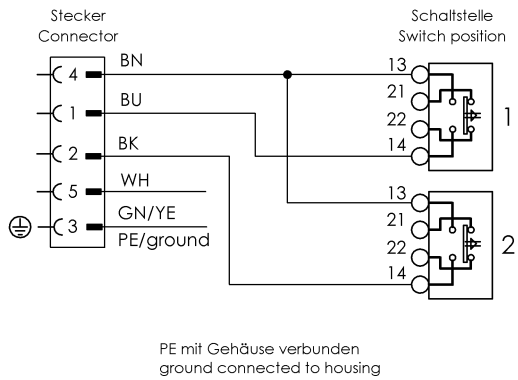 Stecker
Connector
Schaltstelle
Switch position
4 BN
1 BU
2 BK
5 WH
3 GN/YE
PE/ground
13
21
22
14
1
13
21
22
14
2
PE mit Gehäuse verbunden
ground connected to housing